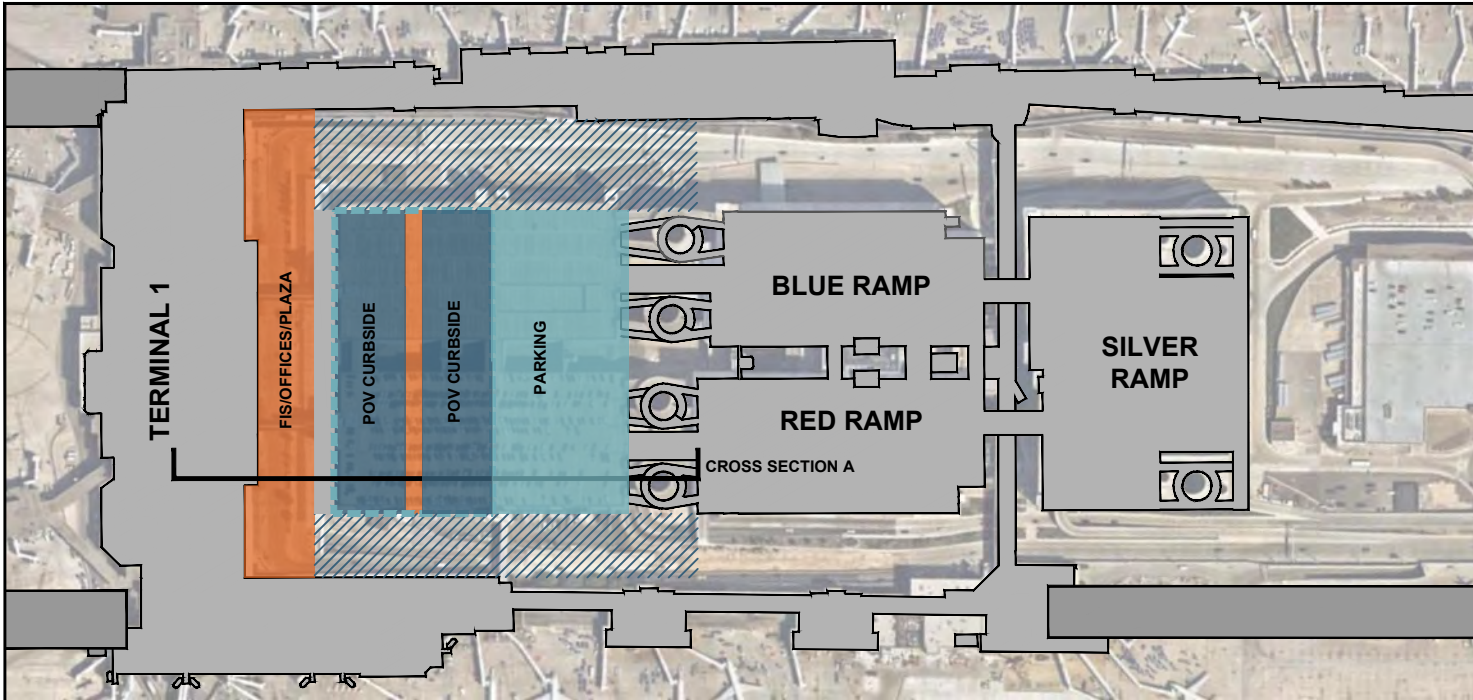 TERMINAL 1
FIS/OFFICES/PLAZA
POV CURBSIDE
POV CURBSIDE
PARKING
BLUE RAMP
RED RAMP
CROSS SECTION A
SILVER
RAMP